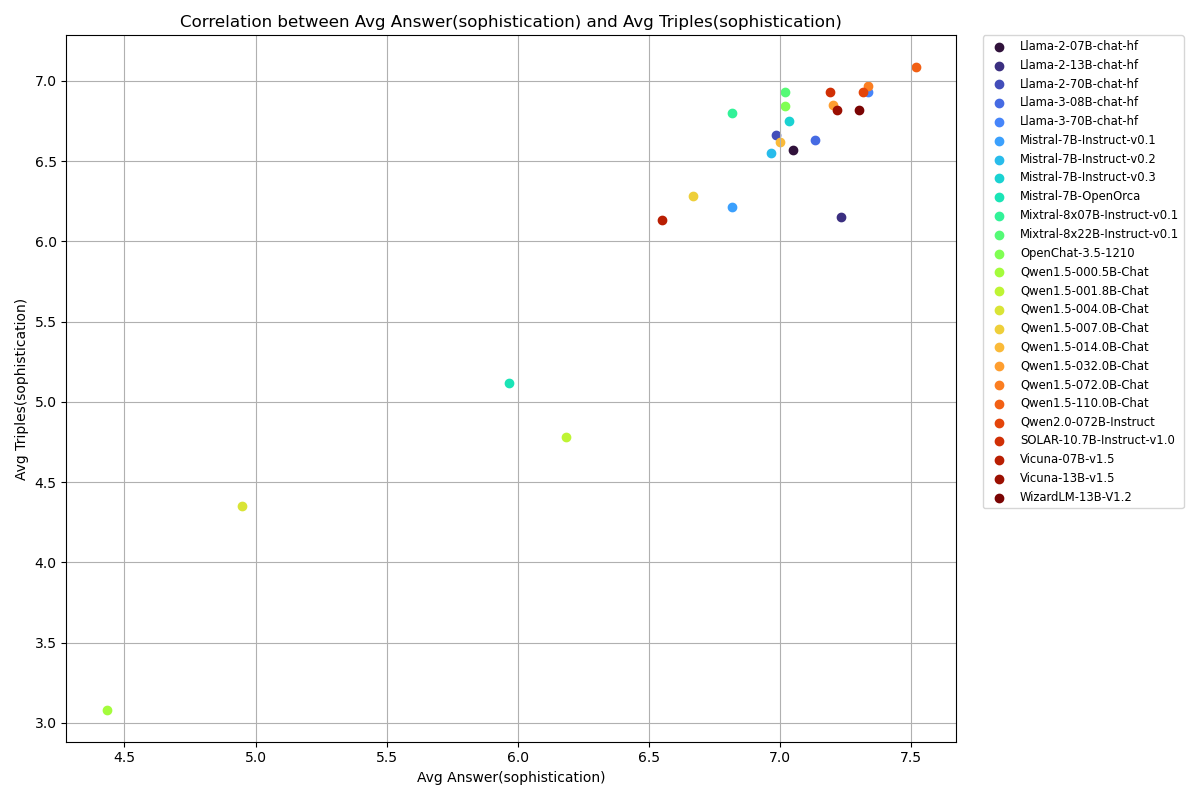 Correlation between Avg Answer(sophistication) and Avg Triples(sophistication)
Avg Triples(sophistication)
7.0
6.5
6.0
5.5
5.0
4.5
4.0
3.5
3.0
4.5 5.0 5.5 6.0 6.5 7.0 7.5
Avg Answer(sophistication)
Llama-2-07B-chat-hf
Llama-2-13B-chat-hf
Llama-2-70B-chat-hf
Llama-3-08B-chat-hf
Llama-3-70B-chat-hf
Mistral-7B-Instruct-v0.1
Mistral-7B-Instruct-v0.2
Mistral-7B-Instruct-v0.3
Mistral-7B-OpenOrca
Mixtral-8x07B-Instruct-v0.1
Mixtral-8x22B-Instruct-v0.1
OpenChat-3.5-1210
Qwen1.5-000.5B-Chat
Qwen1.5-001.8B-Chat
Qwen1.5-004.0B-Chat
Qwen1.5-007.0B-Chat
Qwen1.5-014.0B-Chat
Qwen1.5-032.0B-Chat
Qwen1.5-072.0B-Chat
Qwen1.5-110.0B-Chat
Qwen2.0-072B-Instruct
SOLAR-10.7B-Instruct-v1.0
Vicuna-07B-v1.5
Vicuna-13B-v1.5
WizardLM-13B-V1.2